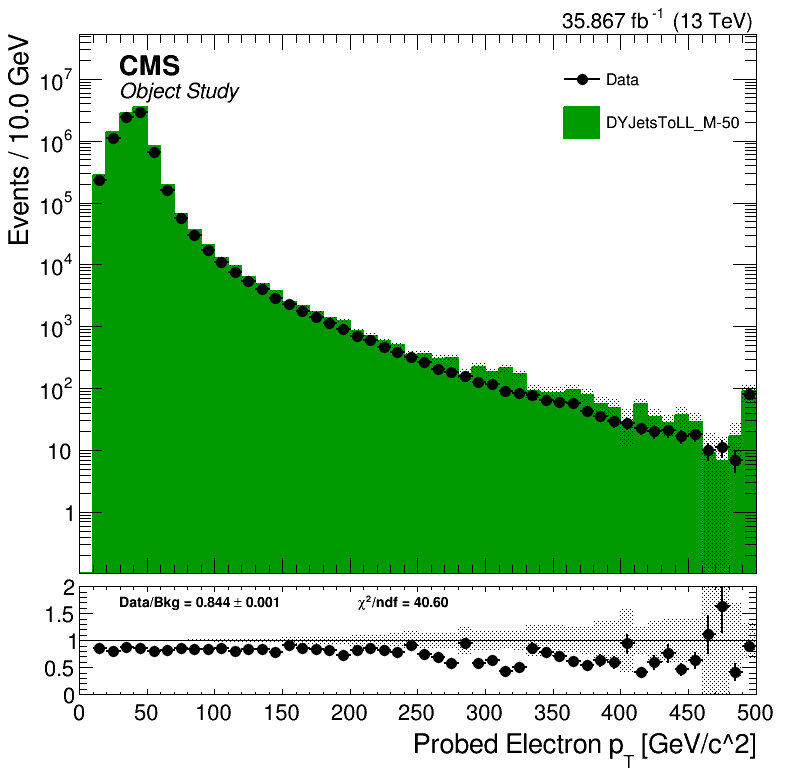 35.867 fb⁻¹ (13 TeV)
Events / 10.0 GeV
CMS
Object Study
Data
DYJetsToLL_M-50
10⁷
10⁶
10⁵
10⁴
10³
10²
10
1
Data/Bkg = 0.844 ± 0.001
χ²/ndf = 40.60
2
1.5
1
0.5
0
0 50 100 150 200 250 300 350 400 450 500
Probed Electron p_T [GeV/c^2]